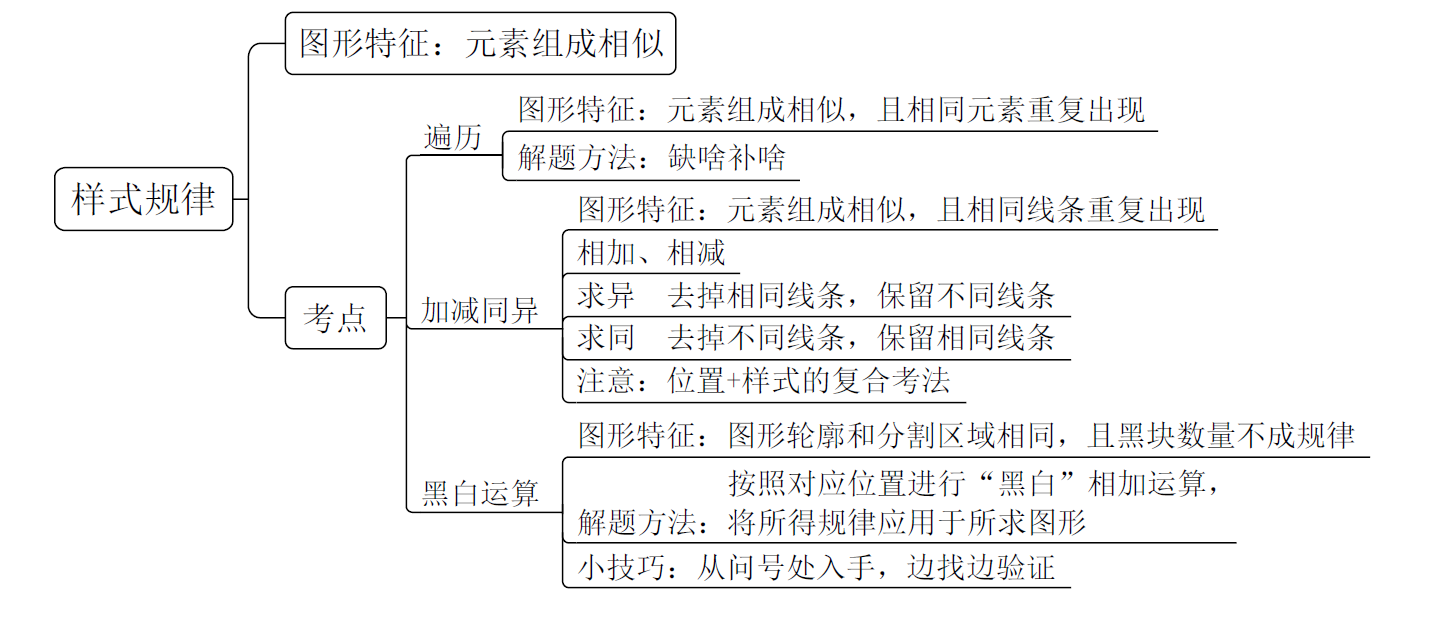 样式规律
图形特征：元素组成相似
考点
遍历
图形特征：元素组成相似，且相同元素重复出现
解题方法：缺啥补啥
加减同异
图形特征：元素组成相似，且相同线条重复出现
相加、相减
求异　去掉相同线条，保留不同线条
求同　去掉不同线条，保留相同线条
注意：位置+样式的复合考法
黑白运算
图形特征：图形轮廓和分割区域相同，且黑块数量不成规律
按照对应位置进行“黑白”相加运算，
解题方法：将所得规律应用于所求图形
小技巧：从问号处入手，边找边验证